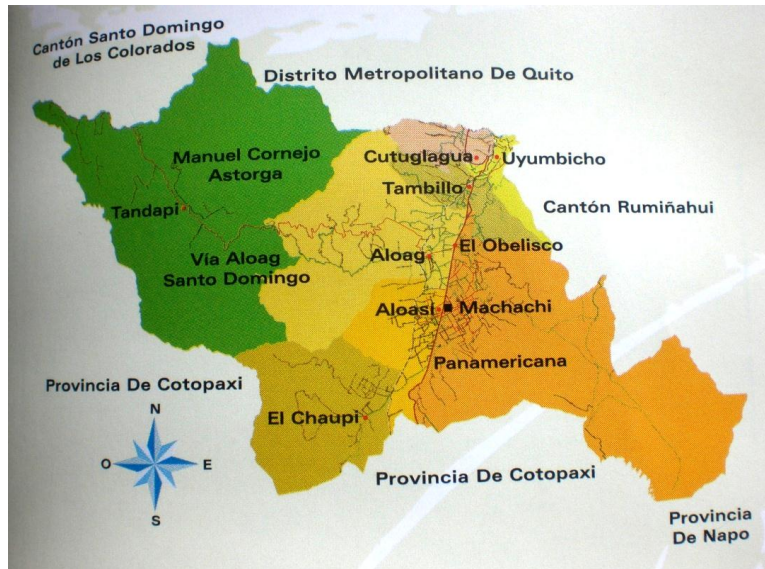 Cantón Santo Domingo
de Los Colorados
Distrito Metropolitano De Quito
Manuel Cornejo
Astorga
Cutuglagua
Uyumbicho
Tambillo
Tandapi
Cantón Rumiñahui
Vía Aloag
Santo Domingo
Aloag
El Obelisco
Aloasi
Machachi
Panamericana
Provincia De Cotopaxi
El Chaupi
N
O
E
S
Provincia De Cotopaxi
Provincia
De Napo